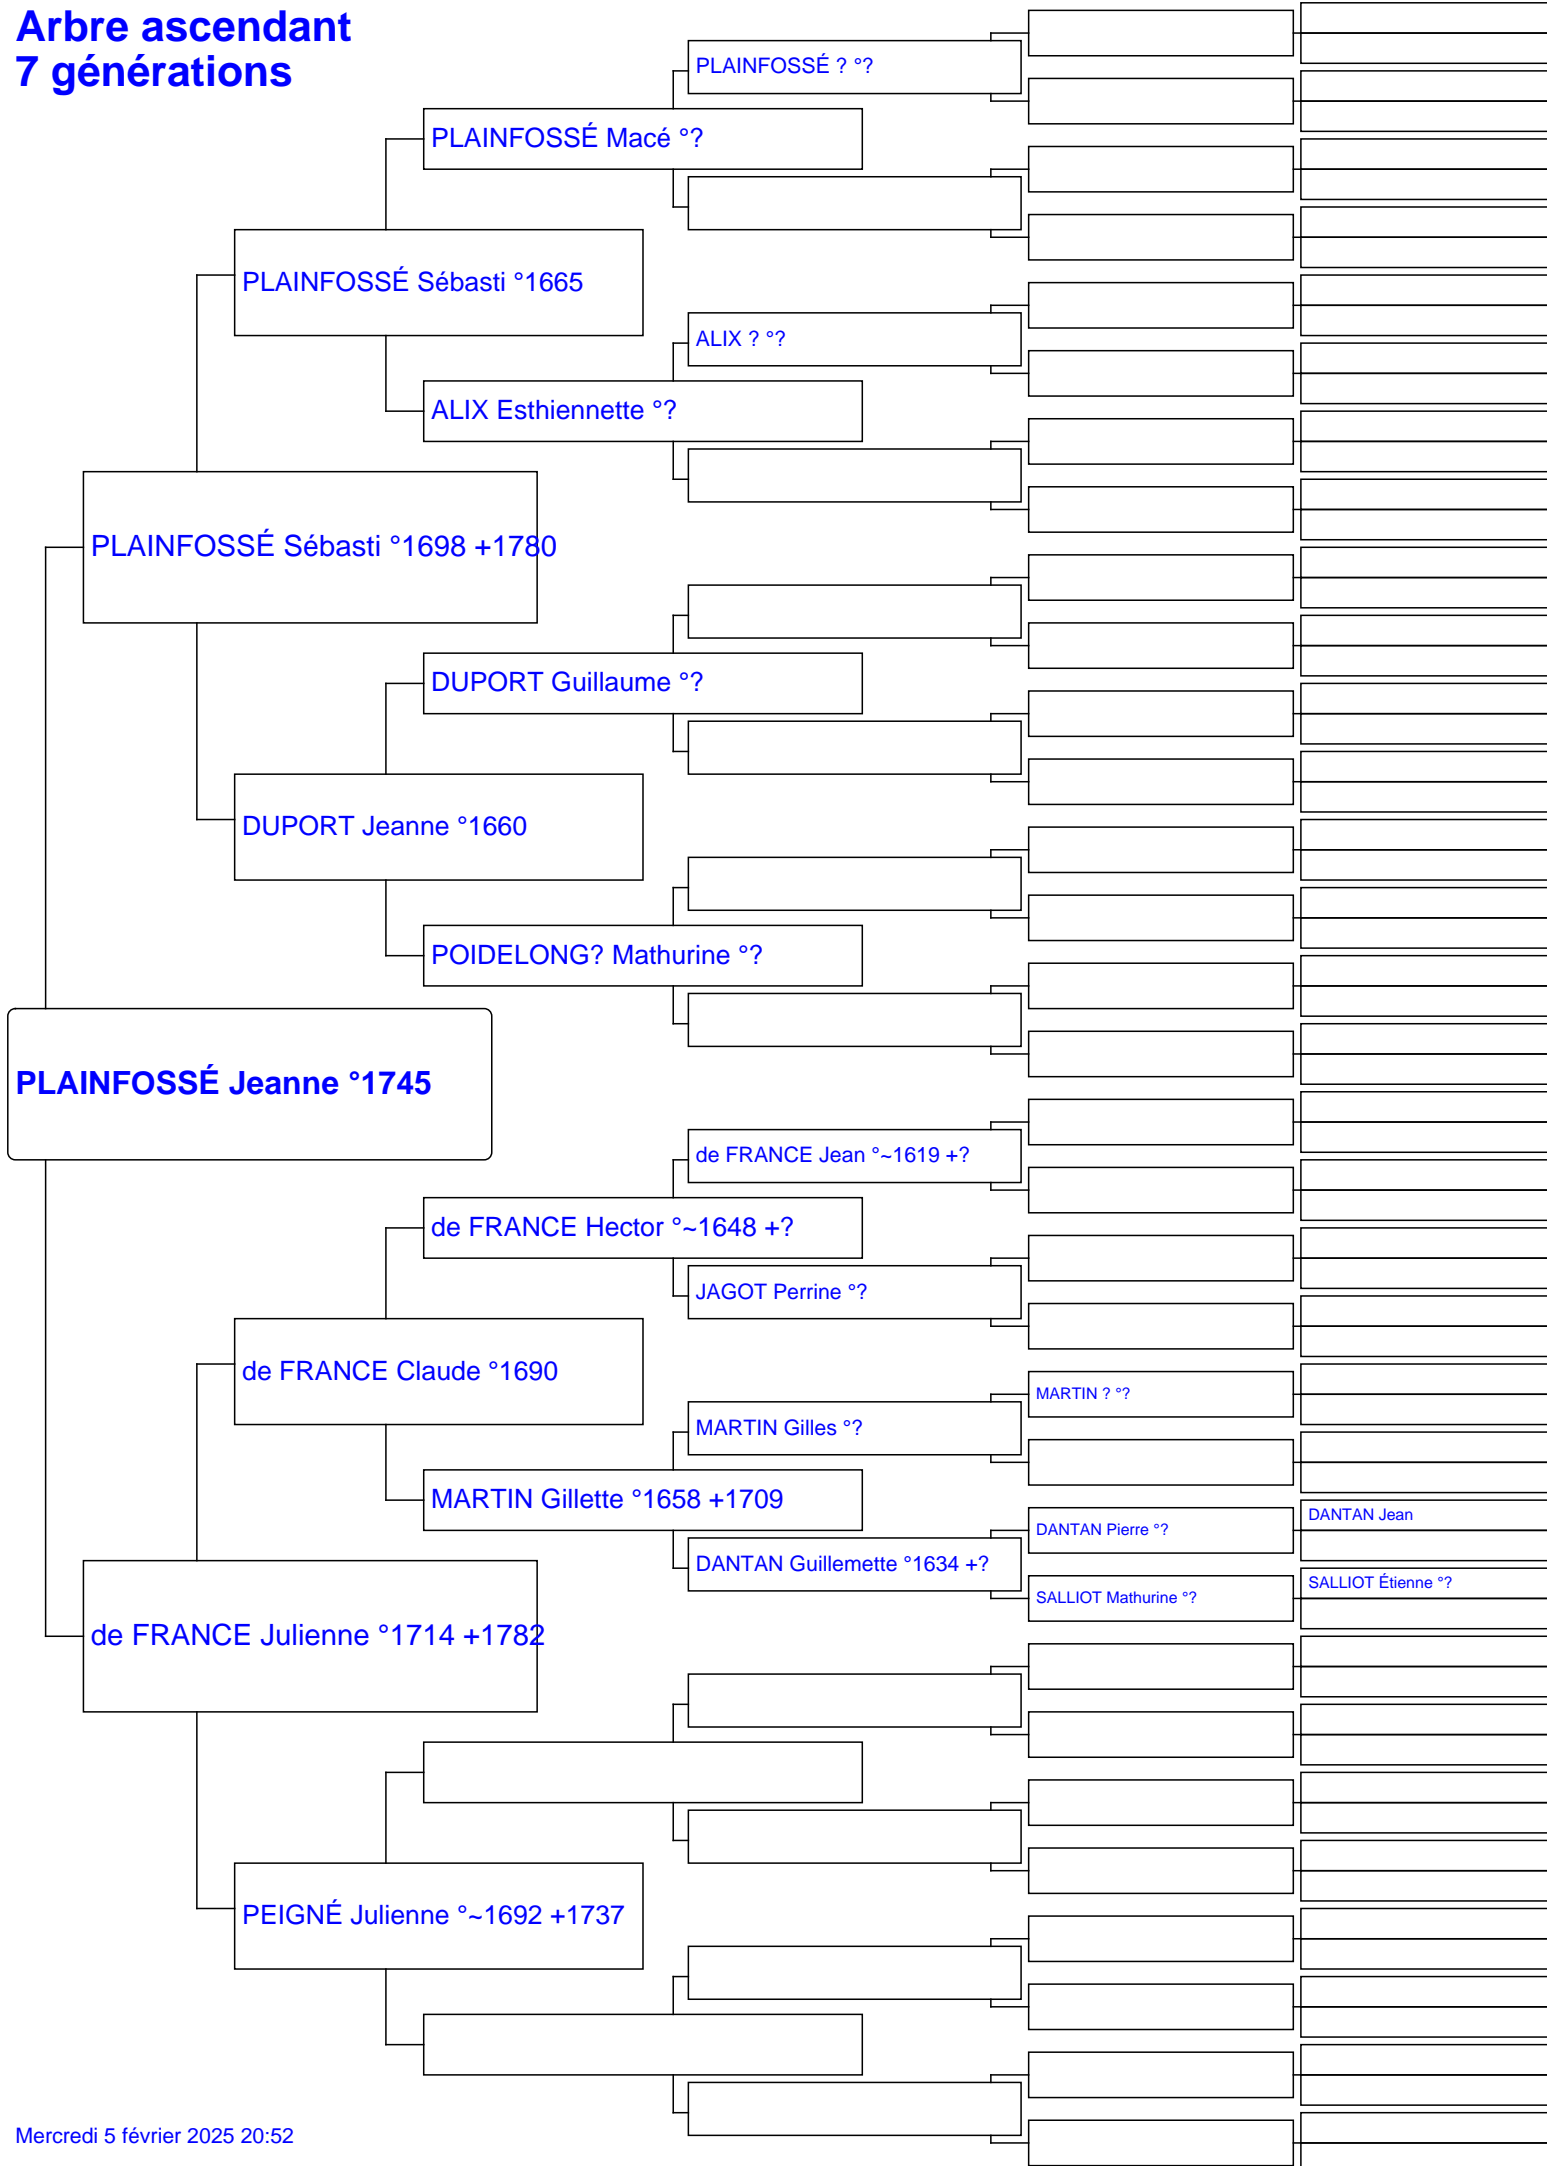 Arbre ascendant
7 générations
PLAINFOSSÉ ? °?
PLAINFOSSÉ Macé °?
PLAINFOSSÉ Sébasti °1665
ALIX ? °?
ALIX Esthiennette °?
PLAINFOSSÉ Sébasti °1698 +1780
DUPORT Guillaume °?
DUPORT Jeanne °1660
POIDELONG? Mathurine °?
PLAINFOSSÉ Jeanne °1745
de FRANCE Jean °~1619 +?
de FRANCE Hector °~1648 +?
JAGOT Perrine °?
de FRANCE Claude °1690
MARTIN ? °?
MARTIN Gilles °?
MARTIN Gillette °1658 +1709
DANTAN Jean
DANTAN Pierre °?
DANTAN Guillemette °1634 +?
SALLIOT Étienne °?
SALLIOT Mathurine °?
de FRANCE Julienne °1714 +1782
PEIGNÉ Julienne °~1692 +1737
Mercredi 5 février 2025 20:52